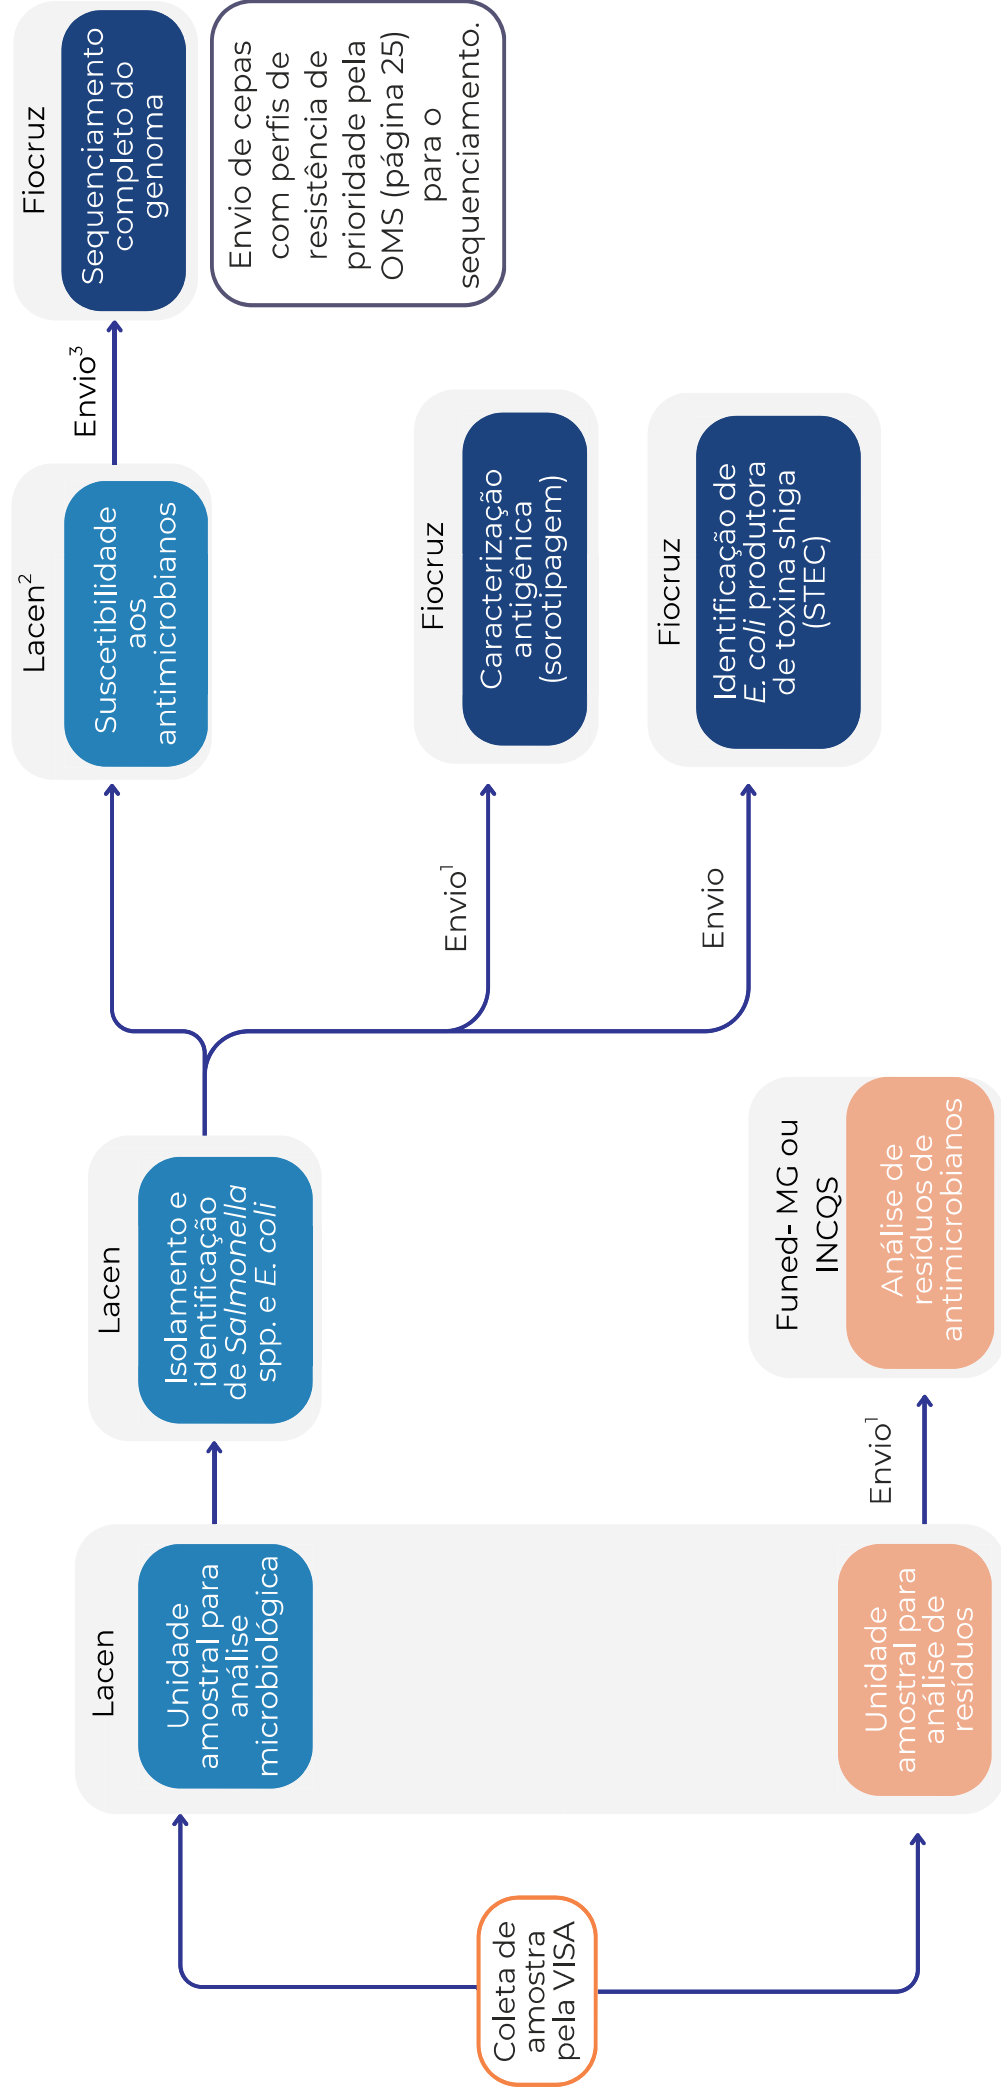 Coleta de
amostra
pela VISA
Lacen
Unidade
amostral para
análise
microbiológica
Unidade
amostral para
análise de
resíduos
Lacen
Isolamento e
identificação
de Salmonella
spp. e E. coli
Envio¹
Funed- MG ou
INCQS
Análise de
resíduos de
antimicrobianos
Lacen²
Suscetibilidade
aos
antimicrobianos
Envio¹
Fiocruz
Caracterização
antigênica
(sorotipagem)
Envio
Fiocruz
Identificação de
E. coli produtora
de toxina shiga
(STEC)
Envio³
Fiocruz
Sequenciamento
completo do
genoma
Envio de cepas
com perfis de
resistência de
prioridade pela
OMS (página 25)
para o
sequenciamento.